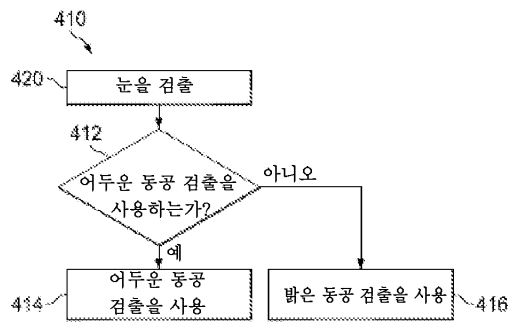 410
420
눈을 검출
412
어두운 동공 검출을
사용하는가?
아니오
예
414
어두운 동공
검출을 사용
밝은 동공 검출을 사용
416